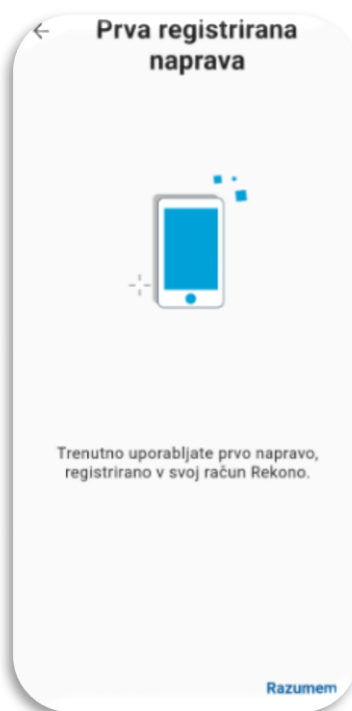 Prva registrirana
naprava
Trenutno uporabljate prvo napravo,
registrirano v svoj račun Rekono.
Razumem